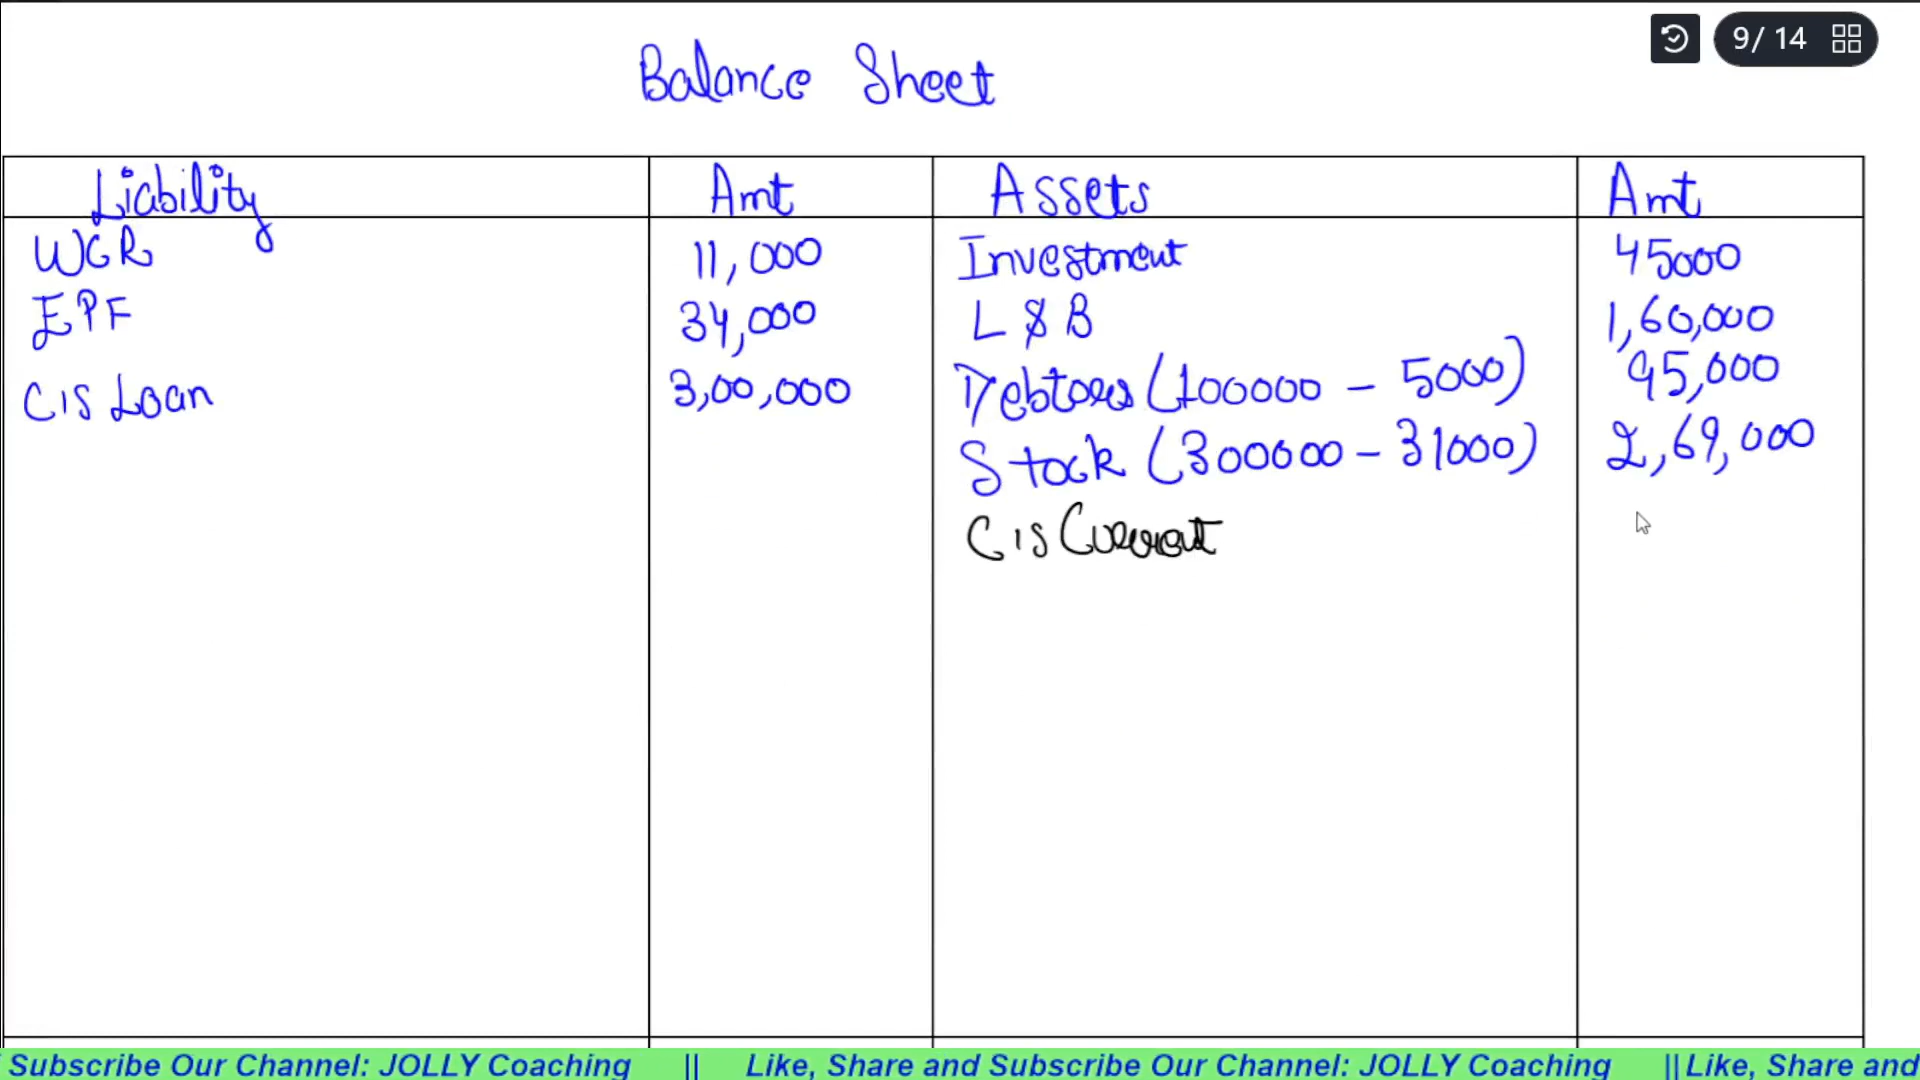 9/ 14
Balance Sheet
Liability Amt Assets Amt
WCR 11,000 Investment 45000
EPF 34,000 L & B 1,60,000
C's Loan 3,00,000 Debtors (100000 - 5000) 95,000
Stock (300000 - 31000) 2,69,000
C's Current
Subscribe Our Channel: JOLLY Coaching || Like, Share and Subscribe Our Channel: JOLLY Coaching || Like, Share and